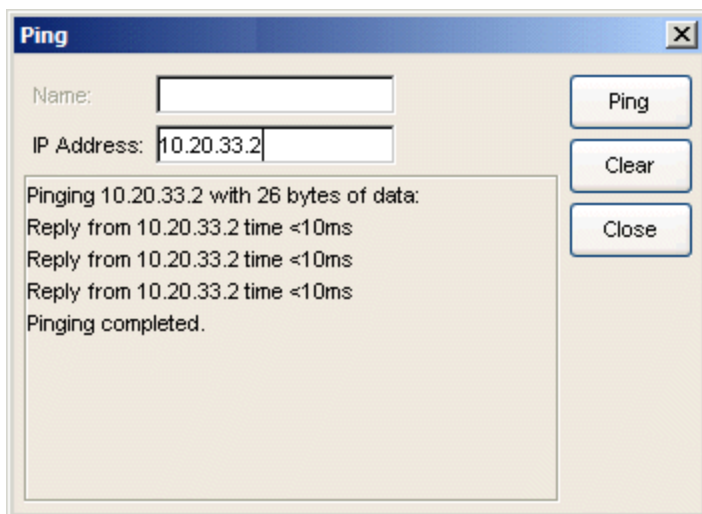 Ping
Name:
Ping
IP Address: 10.20.33.2
Clear
Pinging 10.20.33.2 with 26 bytes of data:
Reply from 10.20.33.2 time <10ms
Close
Reply from 10.20.33.2 time <10ms
Reply from 10.20.33.2 time <10ms
Pinging completed.